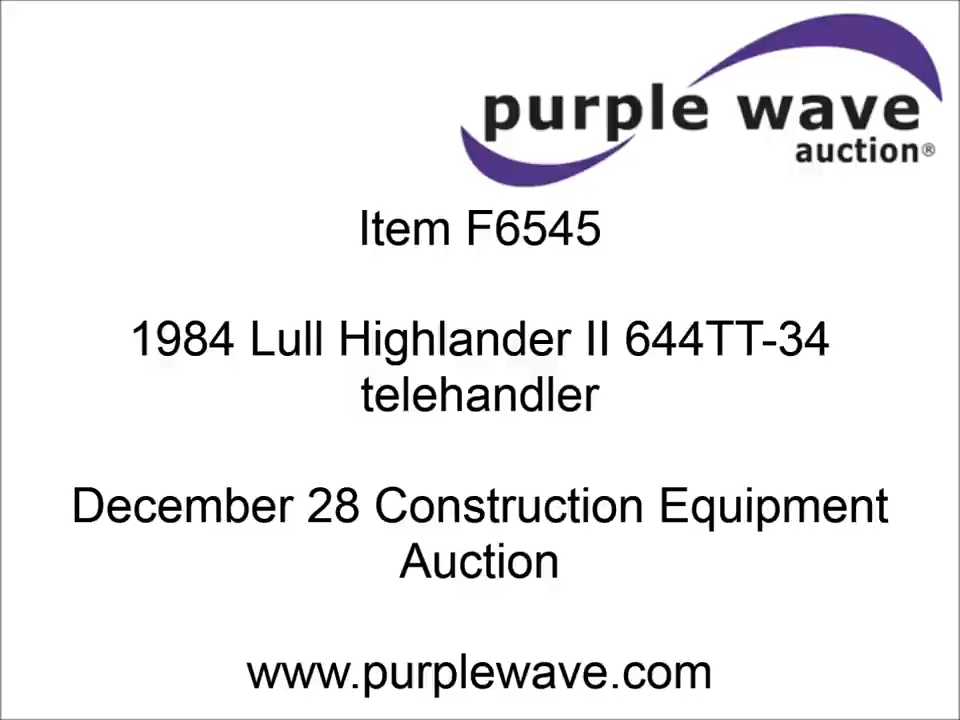 purple wave
auction®
Item F6545
1984 Lull Highlander II 644TT-34
telehandler
December 28 Construction Equipment
Auction
www.purplewave.com